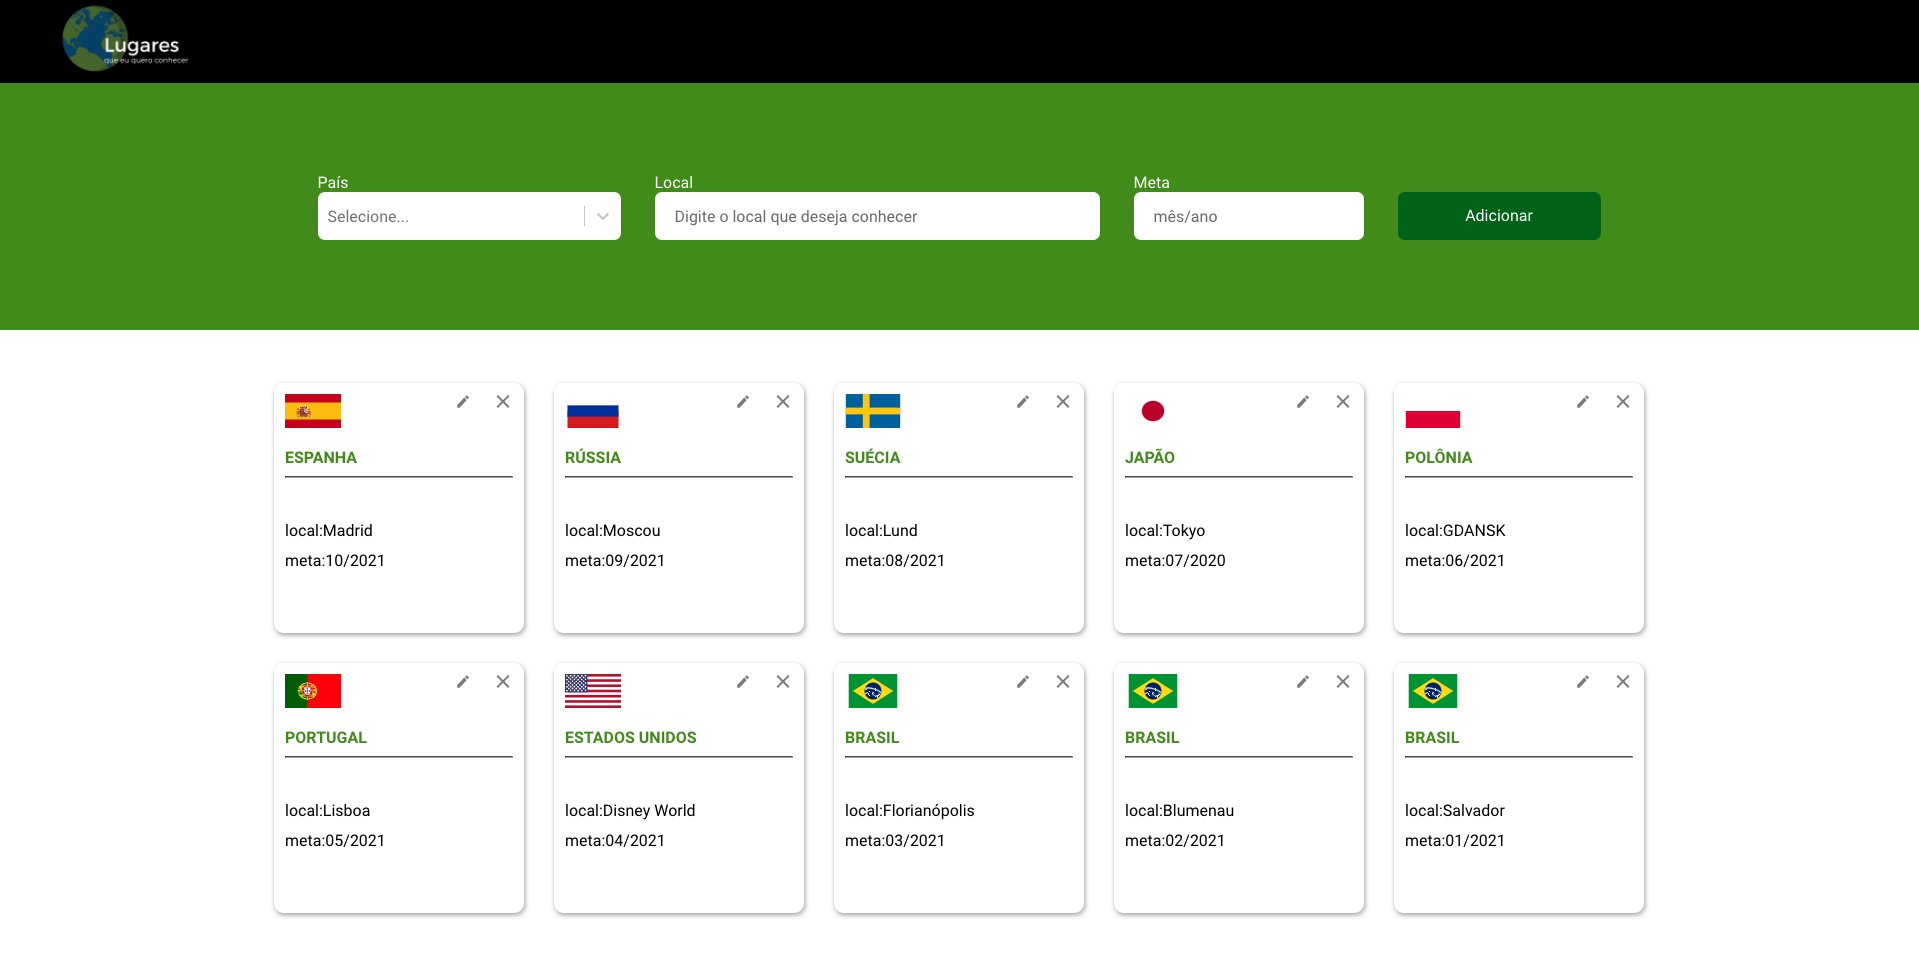 Lugares
que eu quero conhecer
País
Local
Meta
Selecione...
Digite o local que deseja conhecer
mês/ano
Adicionar
ESPANHA
local:Madrid
meta:10/2021
RÚSSIA
local:Moscou
meta:09/2021
SUÉCIA
local:Lund
meta:08/2021
JAPÃO
local:Tokyo
meta:07/2020
POLÔNIA
local:GDANSK
meta:06/2021
PORTUGAL
local:Lisboa
meta:05/2021
ESTADOS UNIDOS
local:Disney World
meta:04/2021
BRASIL
local:Florianópolis
meta:03/2021
BRASIL
local:Blumenau
meta:02/2021
BRASIL
local:Salvador
meta:01/2021